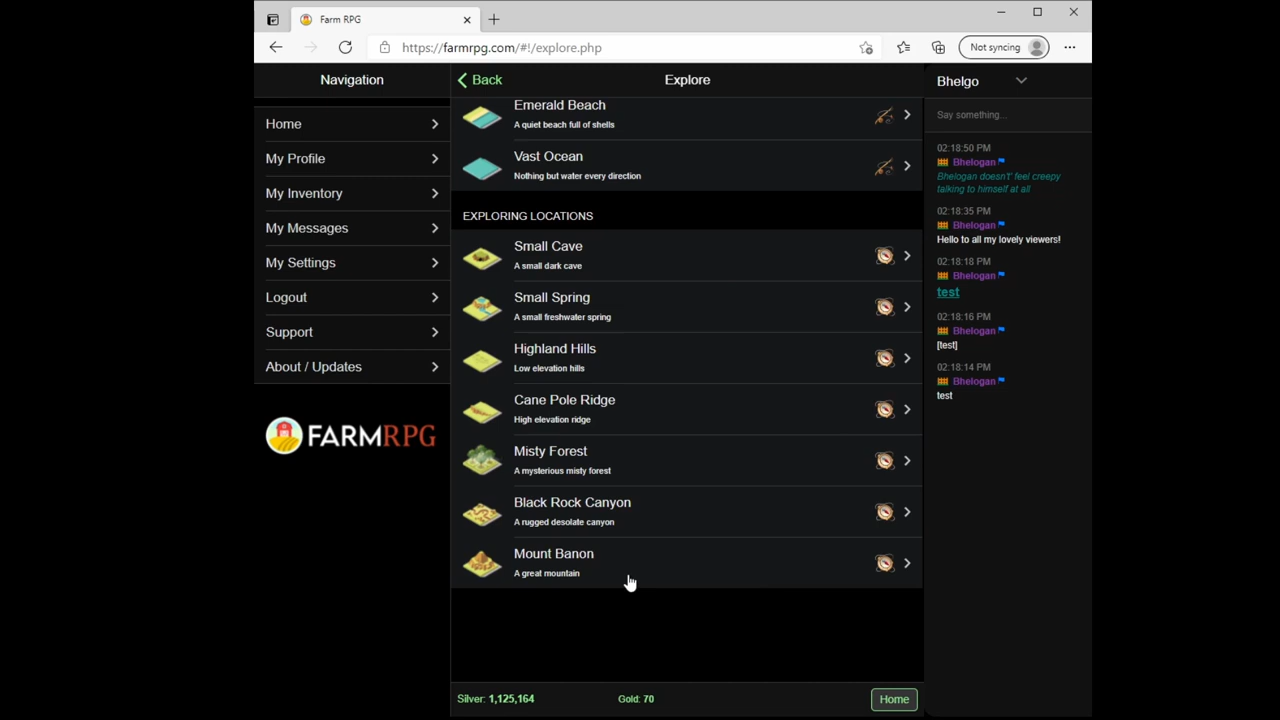 Farm RPG
https://farmrpg.com/#!/explore.php
Not syncing
Navigation
Home
My Profile
My Inventory
My Messages
My Settings
Logout
Support
About / Updates
FARMRPG
Back
Explore
Emerald Beach
A quiet beach full of shells
Vast Ocean
Nothing but water every direction
EXPLORING LOCATIONS
Small Cave
A small dark cave
Small Spring
A small freshwater spring
Highland Hills
Low elevation hills
Cane Pole Ridge
High elevation ridge
Misty Forest
A mysterious misty forest
Black Rock Canyon
A rugged desolate canyon
Mount Banon
A great mountain
Silver: 1,125,164
Gold: 70
Home
Bhelgo
Say something...
02:18:50 PM
Bhelogan
Bhelogan doesn't' feel creepy
talking to himself at all
02:18:35 PM
Bhelogan
Hello to all my lovely viewers!
02:18:18 PM
Bhelogan
test
02:18:16 PM
Bhelogan
[test]
02:18:14 PM
Bhelogan
test